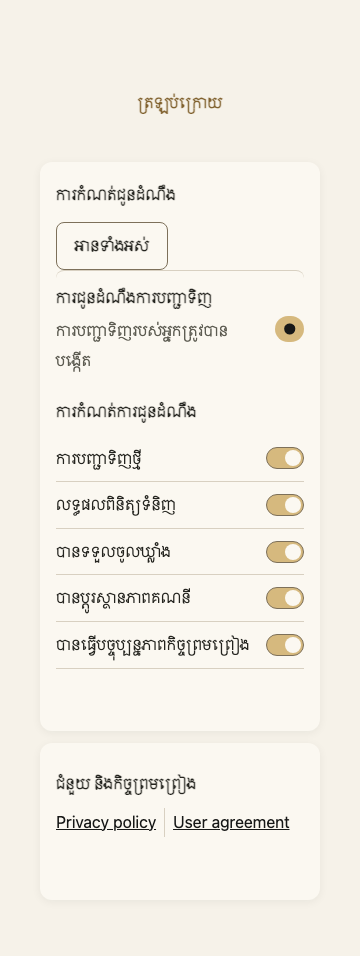 ត្រឡប់ក្រោយ
ការកំណត់ជូនដំណឹង
អានទាំងអស់
ការជូនដំណឹងការបញ្ជាទិញ
ការបញ្ជាទិញរបស់អ្នកត្រូវបាន
បង្កើត
ការកំណត់ការជូនដំណឹង
ការបញ្ជាទិញថ្មី
លទ្ធផលពិនិត្យទំនិញ
បានទទួលចូលឃ្លាំង
បានប្តូរស្ថានភាពគណនី
បានធ្វើបច្ចុប្បន្នភាពកិច្ចព្រមព្រៀង
ជំនួយ និងកិច្ចព្រមព្រៀង
Privacy policy User agreement